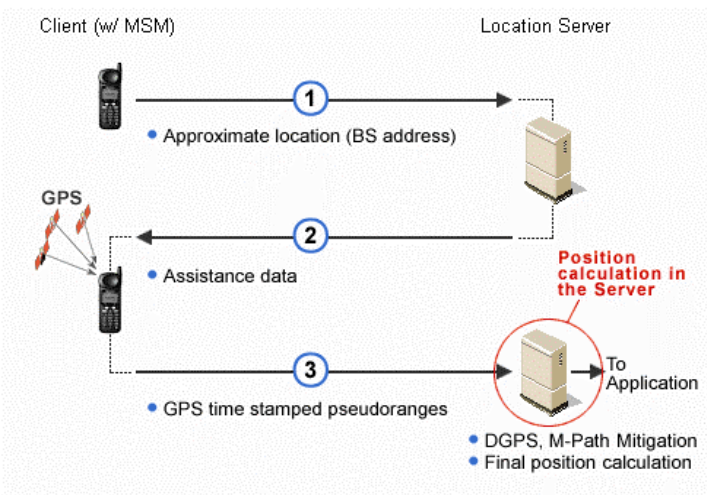 Client (w/ MSM)
Location Server
1
• Approximate location (BS address)
GPS
2
• Assistance data
Position
calculation in
the Server
3
To
Application
• GPS time stamped pseudoranges
• DGPS, M-Path Mitigation
• Final position calculation